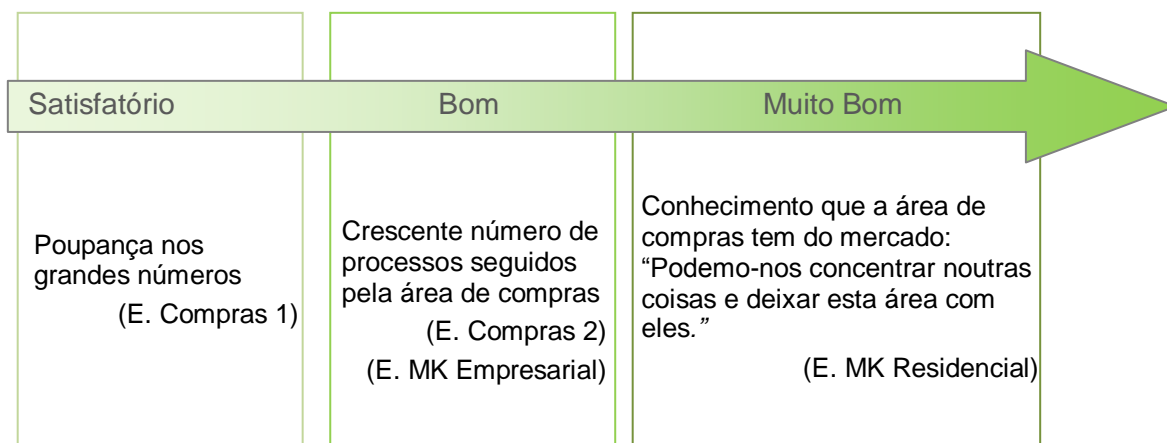 Satisfatório
Bom
Muito Bom
Poupança nos
grandes números
(E. Compras 1)
Crescente número de
processos seguidos
pela área de compras
(E. Compras 2)
(E. MK Empresarial)
Conhecimento que a área de
compras tem do mercado:
“Podemo-nos concentrar noutras
coisas e deixar esta área com
eles.”
(E. MK Residencial)